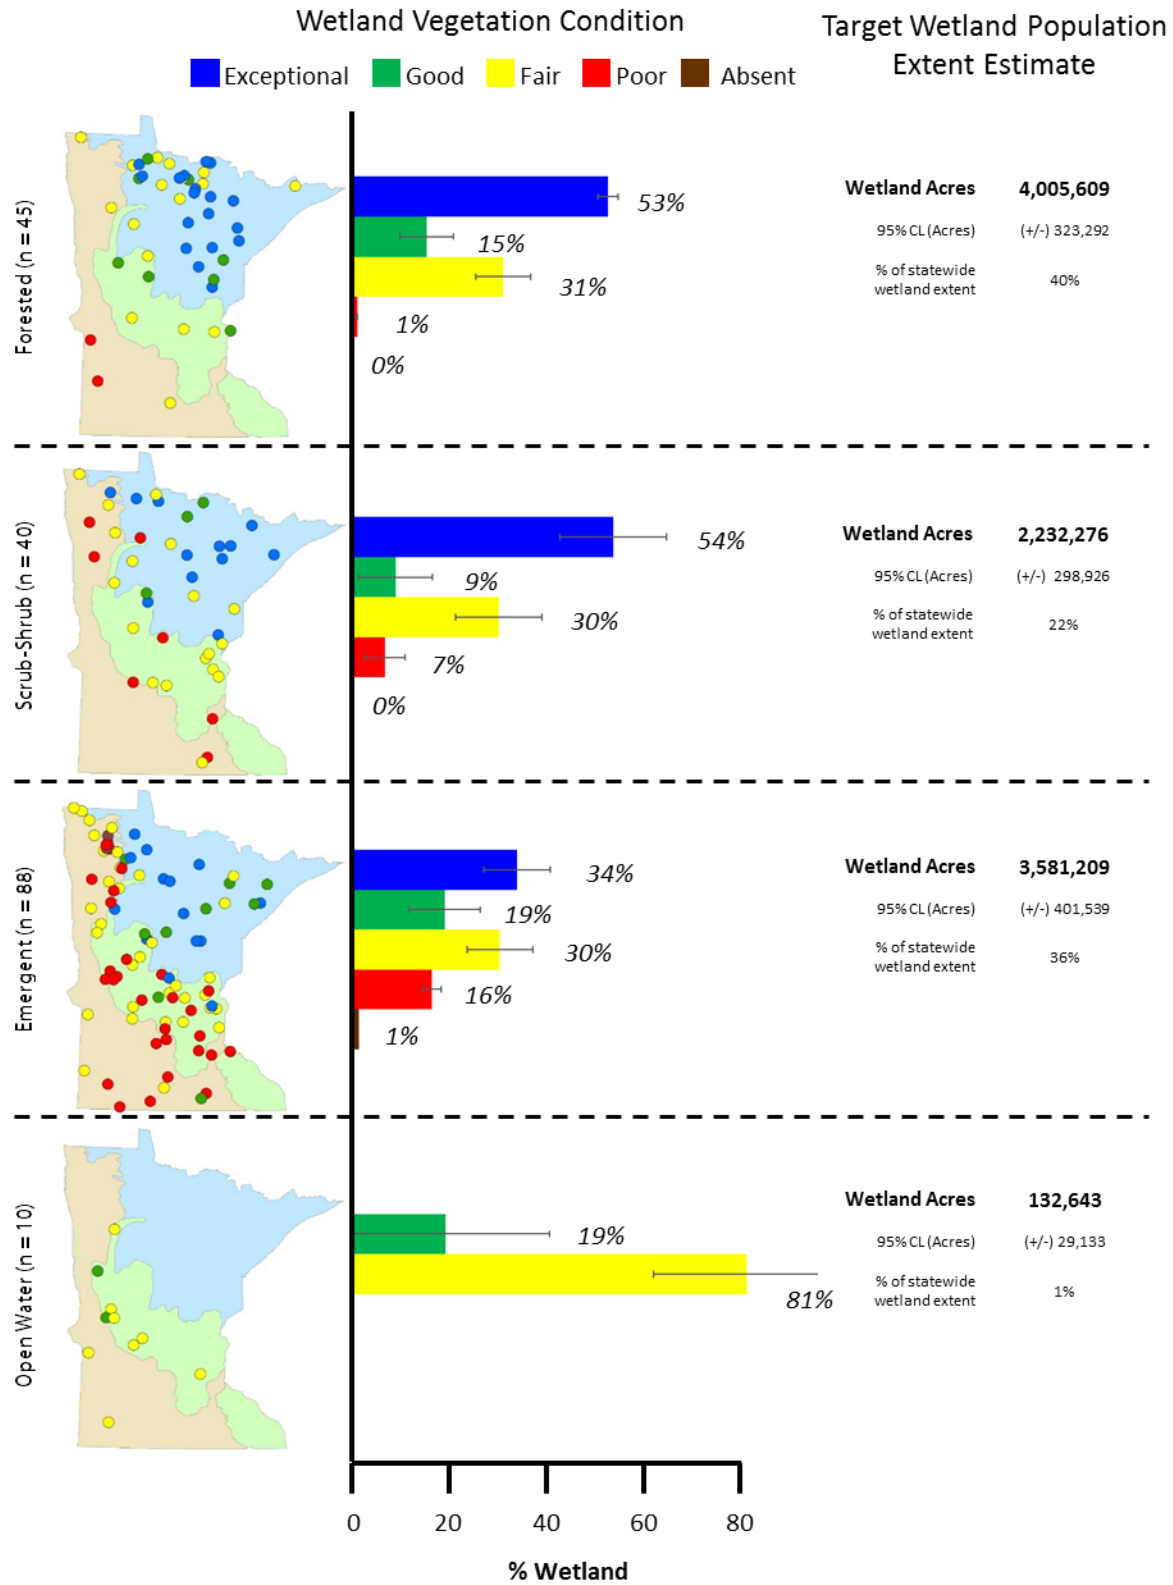 Wetland Vegetation Condition
Target Wetland Population
Extent Estimate
Exceptional Good Fair Poor Absent
Forested (n = 45)
53%
15%
31%
1%
0%
Wetland Acres 4,005,609
95% CL (Acres) (+/-) 323,292
% of statewide
wetland extent 40%
Scrub-Shrub (n = 40)
54%
9%
30%
7%
0%
Wetland Acres 2,232,276
95% CL (Acres) (+/-) 298,926
% of statewide
wetland extent 22%
Emergent (n = 88)
34%
19%
30%
16%
1%
Wetland Acres 3,581,209
95% CL (Acres) (+/-) 401,539
% of statewide
wetland extent 36%
Open Water (n = 10)
19%
81%
Wetland Acres 132,643
95% CL (Acres) (+/-) 29,133
% of statewide
wetland extent 1%
0 20 40 60 80
% Wetland